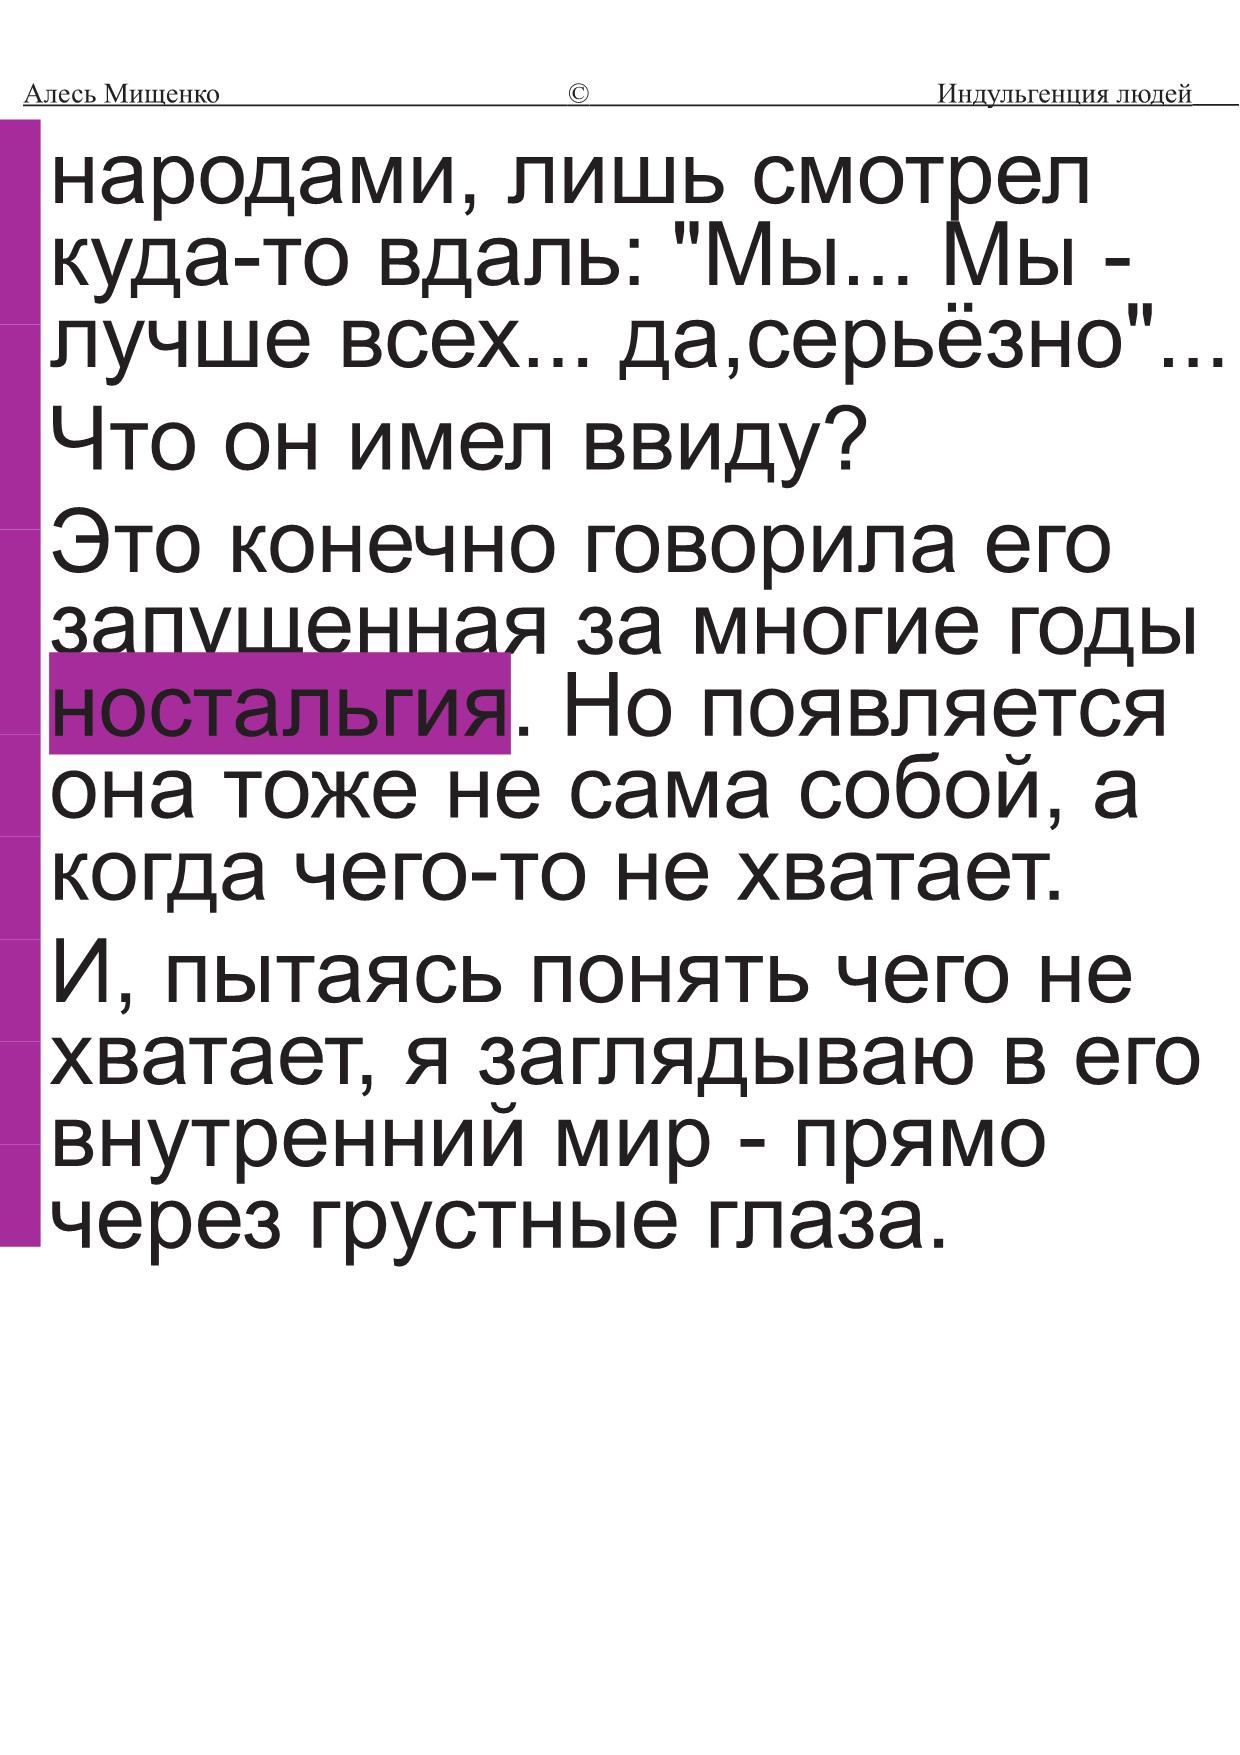 Алесь Мищенко © Индульгенция людей
народами, лишь смотрел
куда-то вдаль: "Мы... Мы -
лучше всех... да,серьёзно"...
Что он имел ввиду?
Это конечно говорила его
запущенная за многие годы
ностальгия. Но появляется
она тоже не сама собой, а
когда чего-то не хватает.
И, пытаясь понять чего не
хватает, я заглядываю в его
внутренний мир - прямо
через грустные глаза.